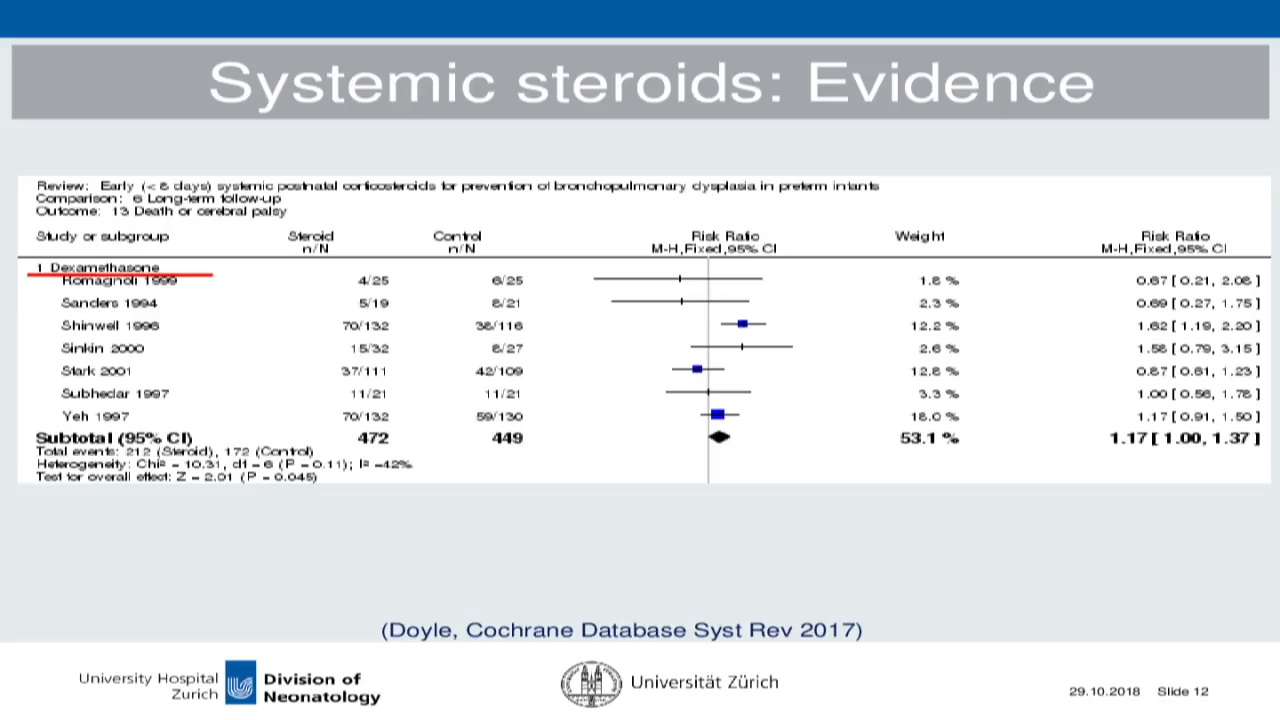 Systemic steroids: Evidence
Review: Early (< 8 days) systemic postnatal corticosteroids for prevention of bronchopulmonary dysplasia in preterm infants
Comparison: 6 Long-term follow-up
Outcome: 13 Death or cerebral palsy
Study or subgroup Steroid Control Risk Ratio Weight Risk Ratio
n/N n/N M-H,Fixed,95% CI M-H,Fixed,95% CI
1 Dexamethasone
Romagnoli 1999 4/25 6/25 1.8 % 0.67 [ 0.21, 2.08 ]
Sanders 1994 5/19 8/21 2.3 % 0.69 [ 0.27, 1.75 ]
Shinwell 1996 70/132 38/116 12.2 % 1.62 [ 1.19, 2.20 ]
Sinkin 2000 15/32 8/27 2.6 % 1.58 [ 0.79, 3.15 ]
Stark 2001 37/111 42/109 12.8 % 0.87 [ 0.61, 1.23 ]
Subhedar 1997 11/21 11/21 3.3 % 1.00 [ 0.56, 1.78 ]
Yeh 1997 70/132 59/130 18.0 % 1.17 [ 0.91, 1.50 ]
Subtotal (95% CI) 472 449 53.1 % 1.17 [ 1.00, 1.37 ]
Total events: 212 (Steroid), 172 (Control)
Heterogeneity: Chi² = 10.31, df = 6 (P = 0.11); I² =42%
Test for overall effect: Z = 2.01 (P = 0.045)
(Doyle, Cochrane Database Syst Rev 2017)
University Hospital
Zurich
Division of
Neonatology
Universität Zürich
29.10.2018 Slide 12